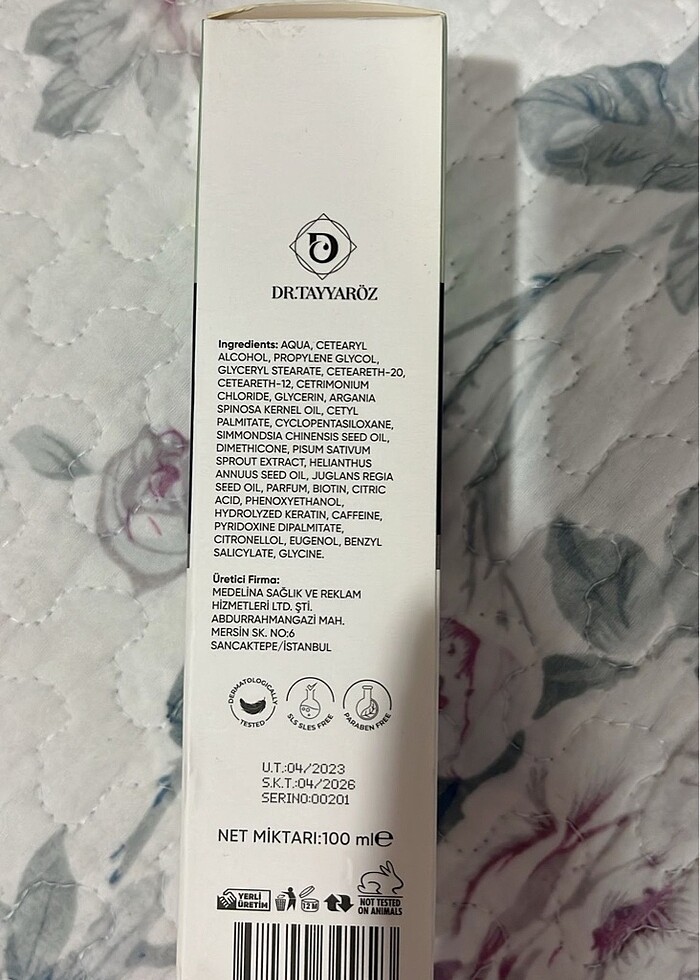 DR.TAYYARÖZ
Ingredients: AQUA, CETEARYL
ALCOHOL, PROPYLENE GLYCOL,
GLYCERYL STEARATE, CETEARETH-20,
CETEARETH-12, CETRIMONIUM
CHLORIDE, GLYCERIN, ARGANIA
SPINOSA KERNEL OIL, CETYL
PALMITATE, CYCLOPENTASILOXANE,
SIMMONDSIA CHINENSIS SEED OIL,
DIMETHICONE, PISUM SATIVUM
SPROUT EXTRACT, HELIANTHUS
ANNUUS SEED OIL, JUGLANS REGIA
SEED OIL, PARFUM, BIOTIN, CITRIC
ACID, PHENOXYETHANOL,
HYDROLYZED KERATIN, CAFFEINE,
PYRIDOXINE DIPALMITATE,
CITRONELLOL, EUGENOL, BENZYL
SALICYLATE, GLYCINE.
Üretici Firma:
MEDELİNA SAĞLIK VE REKLAM
HİZMETLERİ LTD. ŞTİ.
ABDURRAHMANGAZİ MAH.
MERSİN SK. NO:6
SANCAKTEPE/İSTANBUL
DERMATOLOGICALLY TESTED
SLS SLES FREE
PARABEN FREE
U.T.:04/2023
S.K.T.:04/2026
SERINO:00201
NET MİKTARI:100 ml℮
YERLİ
ÜRETİM
12 M
NOT TESTED
ON ANIMALS